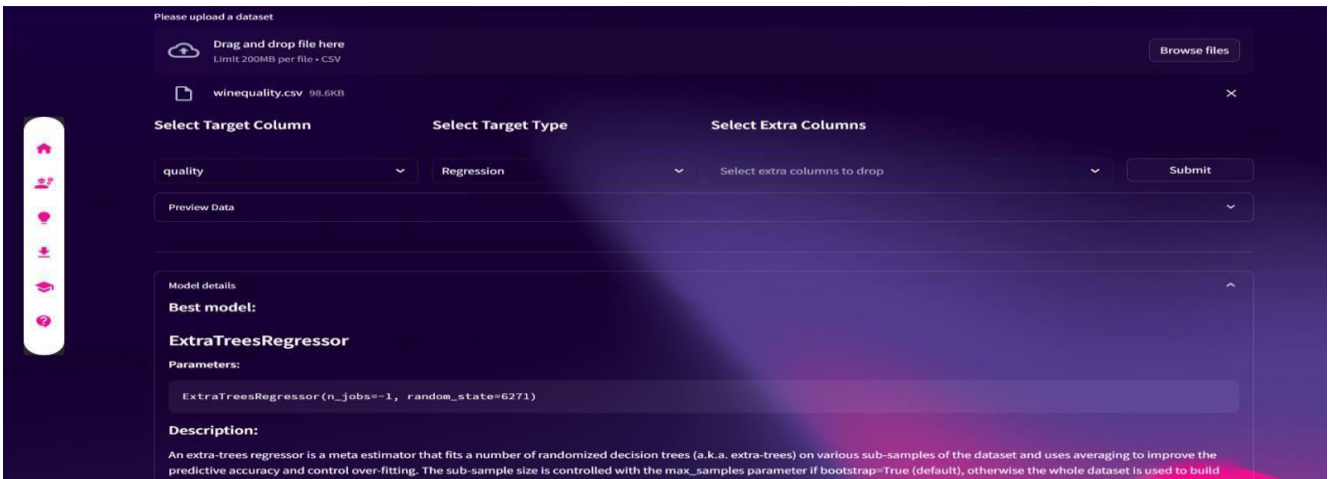 Please upload a dataset
Drag and drop file here
Limit 200MB per file • CSV
Browse files
winequality.csv 98.6KB
Select Target Column
Select Target Type
Select Extra Columns
quality
Regression
Select extra columns to drop
Submit
Preview Data
Model details
Best model:
ExtraTreesRegressor
Parameters:
ExtraTreesRegressor(n_jobs=-1, random_state=6271)
Description:
An extra-trees regressor is a meta estimator that fits a number of randomized decision trees (a.k.a. extra-trees) on various sub-samples of the dataset and uses averaging to improve the
predictive accuracy and control over-fitting. The sub-sample size is controlled with the max_samples parameter if bootstrap=True (default), otherwise the whole dataset is used to build